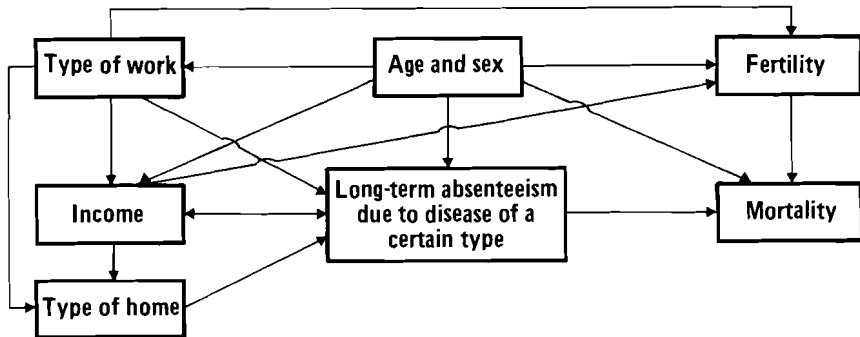 Type of work
Age and sex
Fertility
Income
Long-term absenteeism
due to disease of a
certain type
Mortality
Type of home